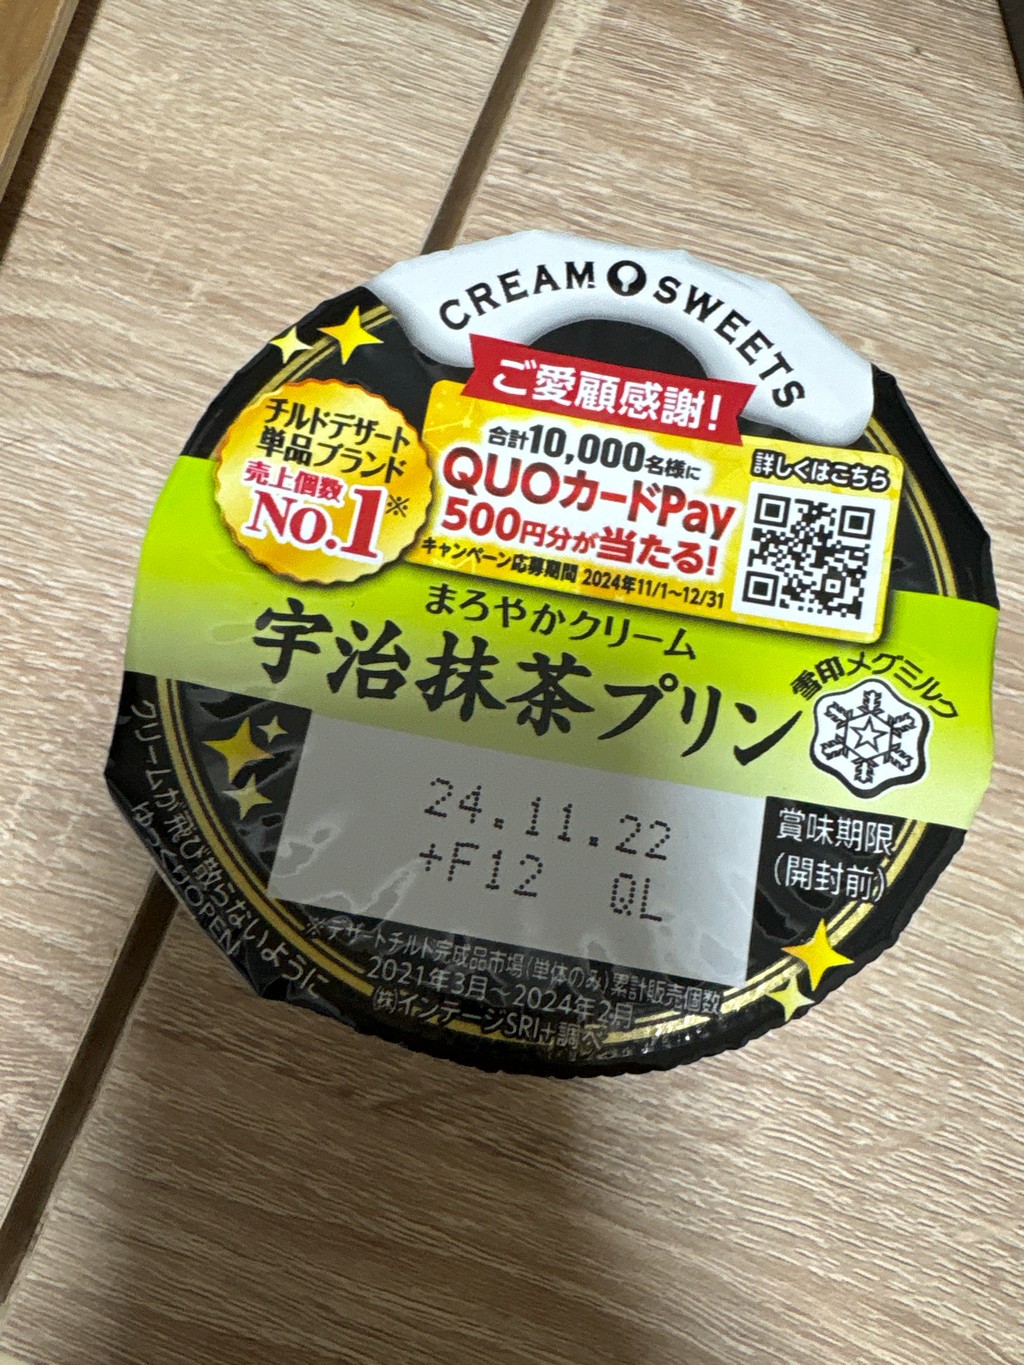 CREAM SWEETS
ご愛顧感謝!
チルドデザート
単品ブランド
売上個数
No.1※
合計10,000名様に
QUOカードPay
500円分が当たる!
キャンペーン応募期間 2024年11/1~12/31
詳しくはこちら
まろやかクリーム
宇治抹茶プリン
雪印メグミルク
24.11.22
+F12 QL
賞味期限
(開封前)
クリームが飛び散らないように
ゆっくりOPEN!
※デザートチルド完成品市場(単体のみ)累計販売個数
2021年3月~2024年2月
㈱インテージSRI+調べ